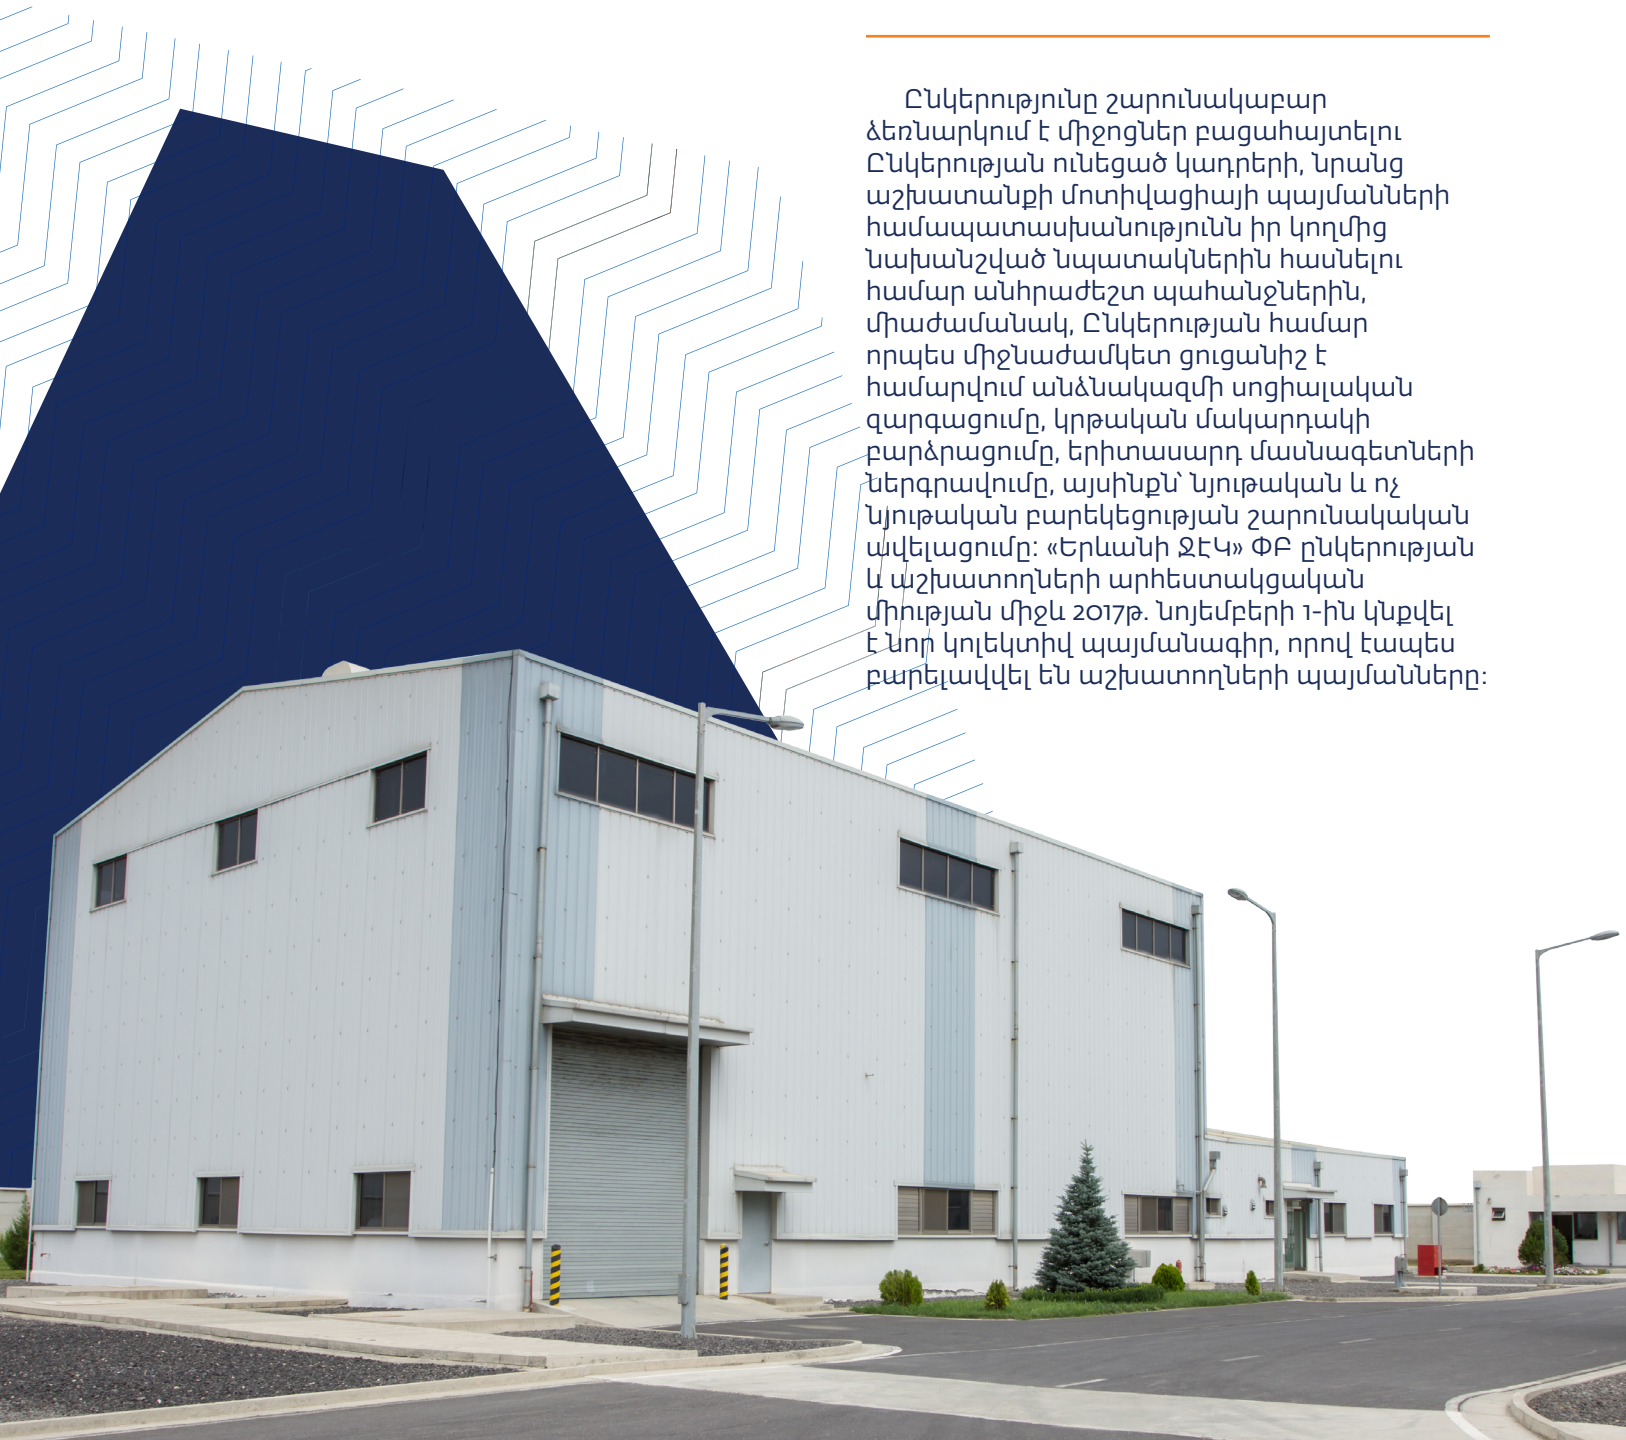 Ընկերությունը շարունակաբար
ձեռնարկում է միջոցներ բացահայտելու
Ընկերության ունեցած կադրերի, նրանց
աշխատանքի մոտիվացիայի պայմանների
համապատասխանությունն իր կողմից
նախանշված նպատակներին հասնելու
համար անհրաժեշտ պահանջներին,
միաժամանակ, Ընկերության համար
որպես միջնաժամկետ ցուցանիշ է
համարվում անձնակազմի սոցիալական
զարգացումը, կրթական մակարդակի
բարձրացումը, երիտասարդ մասնագետների
ներգրավումը, այսինքն՝ նյութական և ոչ
նյութական բարեկեցության շարունակական
ավելացումը: «Երևանի ՋԷԿ» ՓԲ ընկերության
և աշխատողների արհեստակցական
միության միջև 2017թ. նոյեմբերի 1-ին կնքվել
է նոր կոլեկտիվ պայմանագիր, որով էապես
բարելավվել են աշխատողների պայմանները: